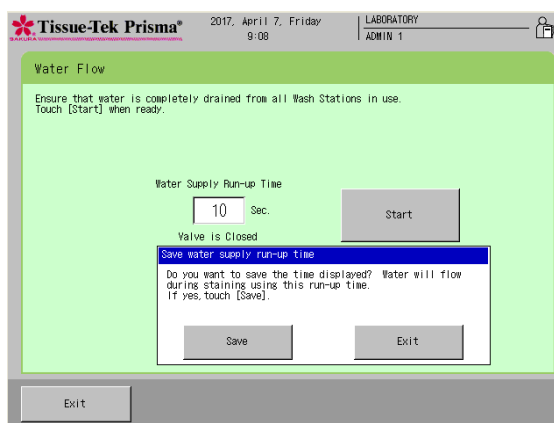 Tissue-Tek Prisma®
SAKURA
2017, April 7, Friday
9:08
LABORATORY
ADMIN 1
Water Flow
Ensure that water is completely drained from all Wash Stations in use.
Touch [Start] when ready.
Water Supply Run-up Time
10 Sec.
Start
Valve is Closed
Save water supply run-up time
Do you want to save the time displayed? Water will flow
during staining using this run-up time.
If yes,touch [Save].
Save
Exit
Exit